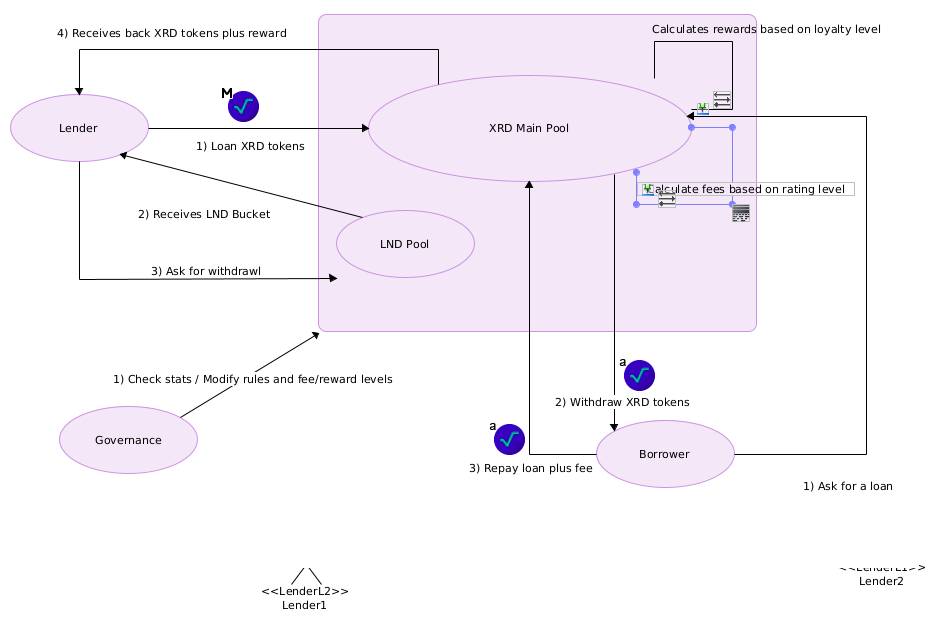 4) Receives back XRD tokens plus reward
Calculates rewards based on loyalty level
M
Lender
XRD Main Pool
1) Loan XRD tokens
Calculate fees based on rating level
2) Receives LND Bucket
LND Pool
3) Ask for withdrawl
a
1) Check stats / Modify rules and fee/reward levels
2) Withdraw XRD tokens
a
Governance
Borrower
3) Repay loan plus fee
1) Ask for a loan
<<LenderL1>>
Lender2
<<LenderL2>>
Lender1